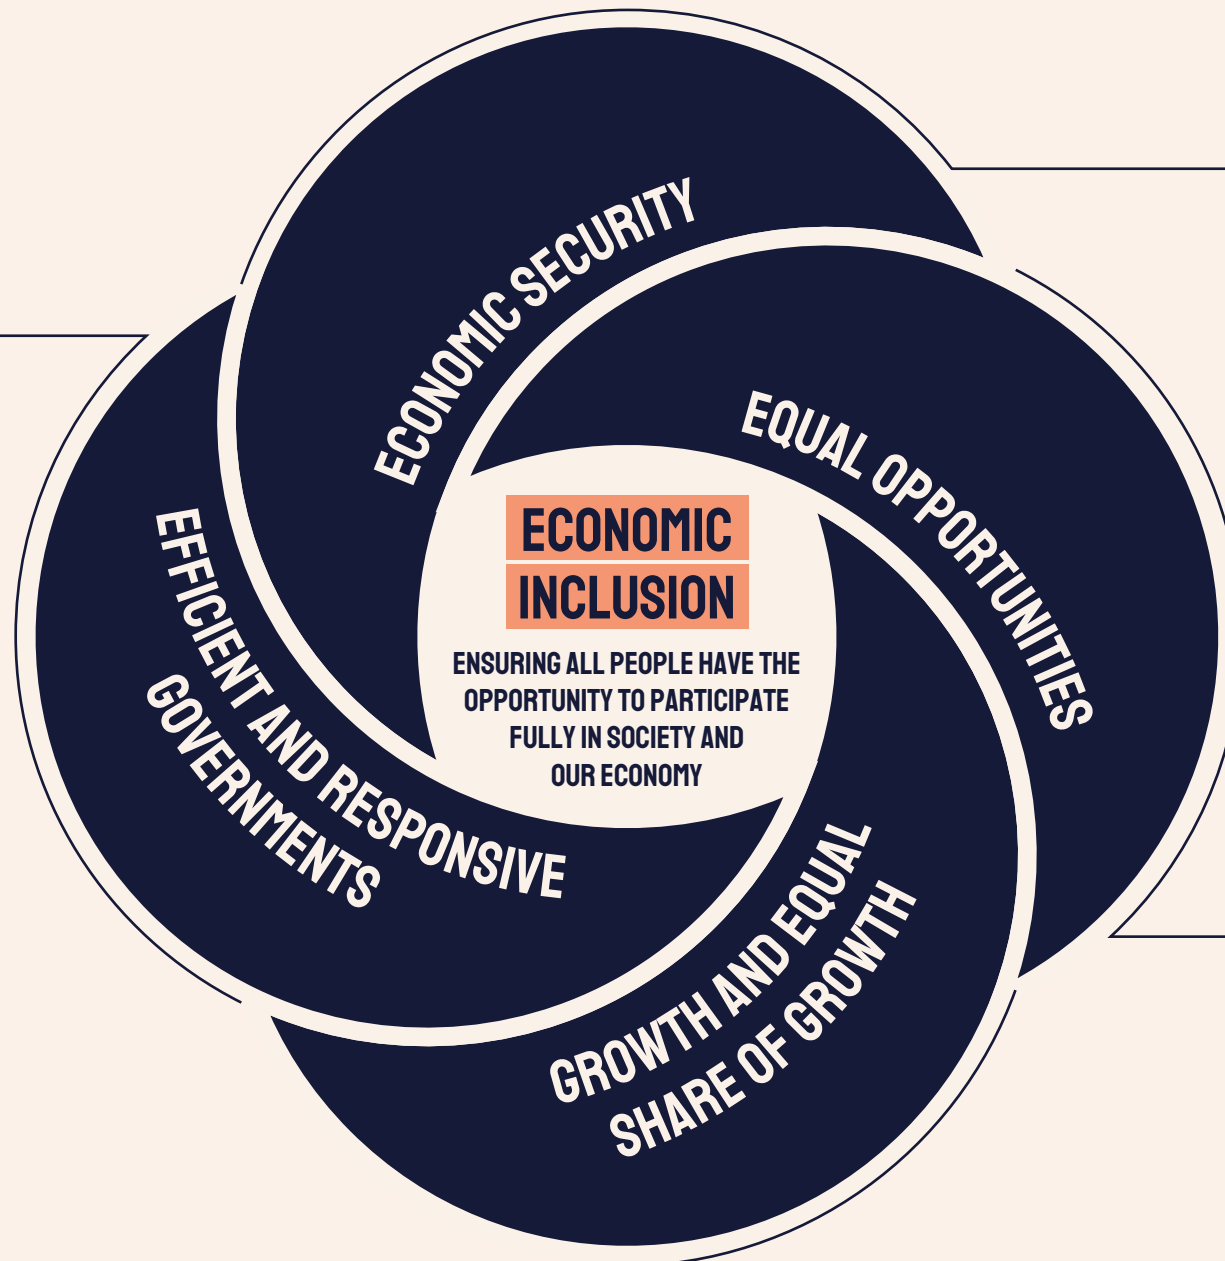 ECONOMIC SECURITY
EQUAL OPPORTUNITIES
ECONOMIC
INCLUSION
ENSURING ALL PEOPLE HAVE THE
OPPORTUNITY TO PARTICIPATE
FULLY IN SOCIETY AND
OUR ECONOMY
EFFICIENT AND RESPONSIVE
GOVERNMENTS
GROWTH AND EQUAL
SHARE OF GROWTH